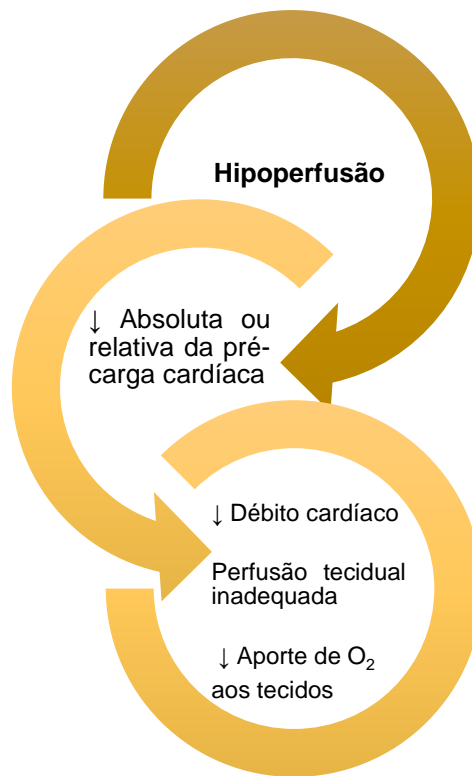 Hipoperfusão
↓ Absoluta ou
relativa da pré-
carga cardíaca
↓ Débito cardíaco
Perfusão tecidual
inadequada
↓ Aporte de O₂
aos tecidos